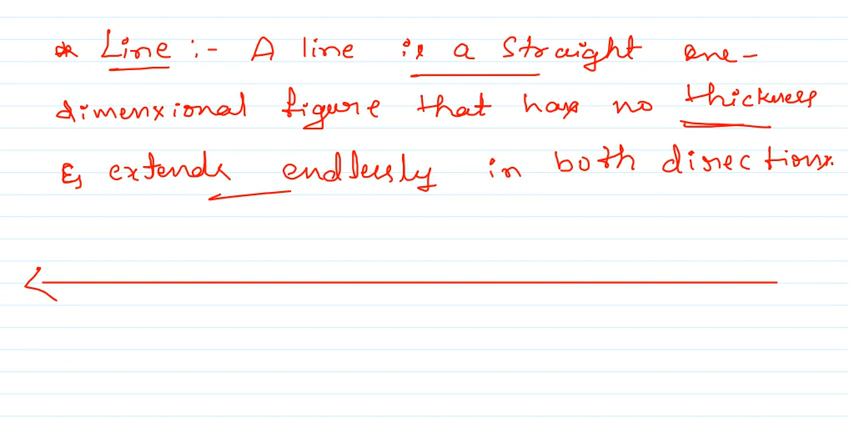 * Line :- A line is a straight one-
dimensional figure that has no thickness
& extends endlessly in both directions.